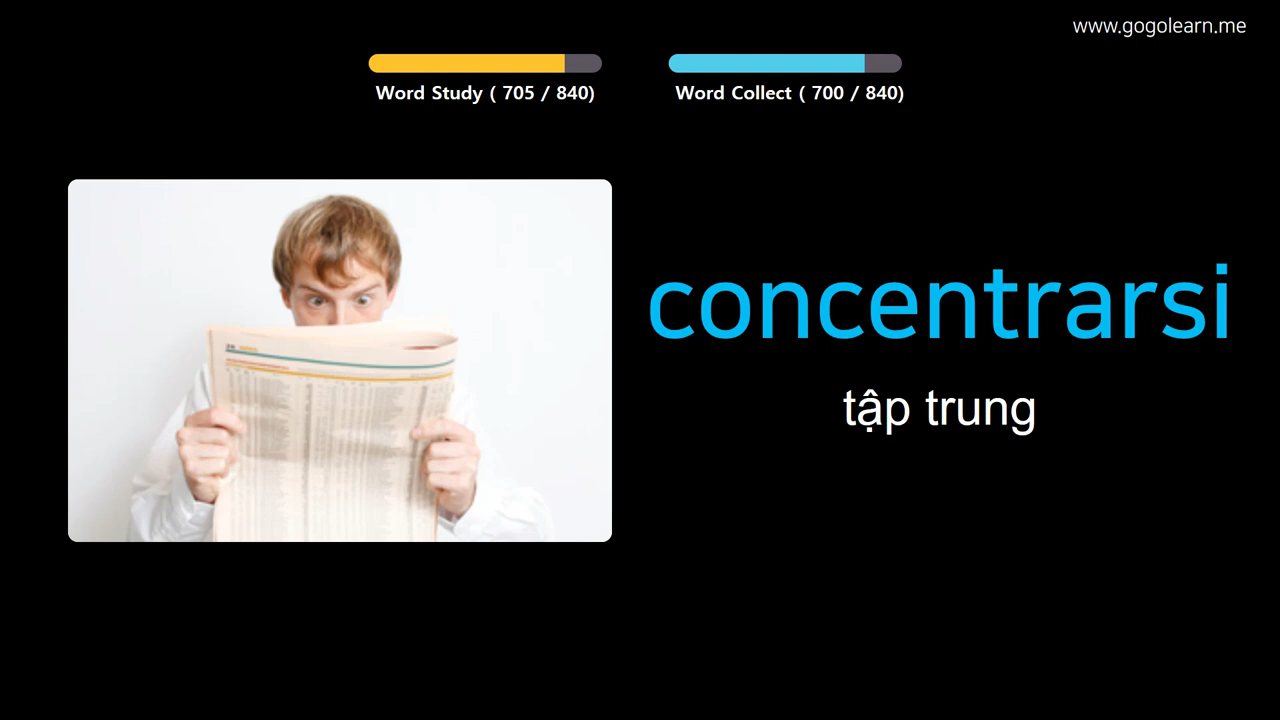 www.gogolearn.me
Word Study ( 705 / 840)
Word Collect ( 700 / 840)
concentrarsi
tập trung